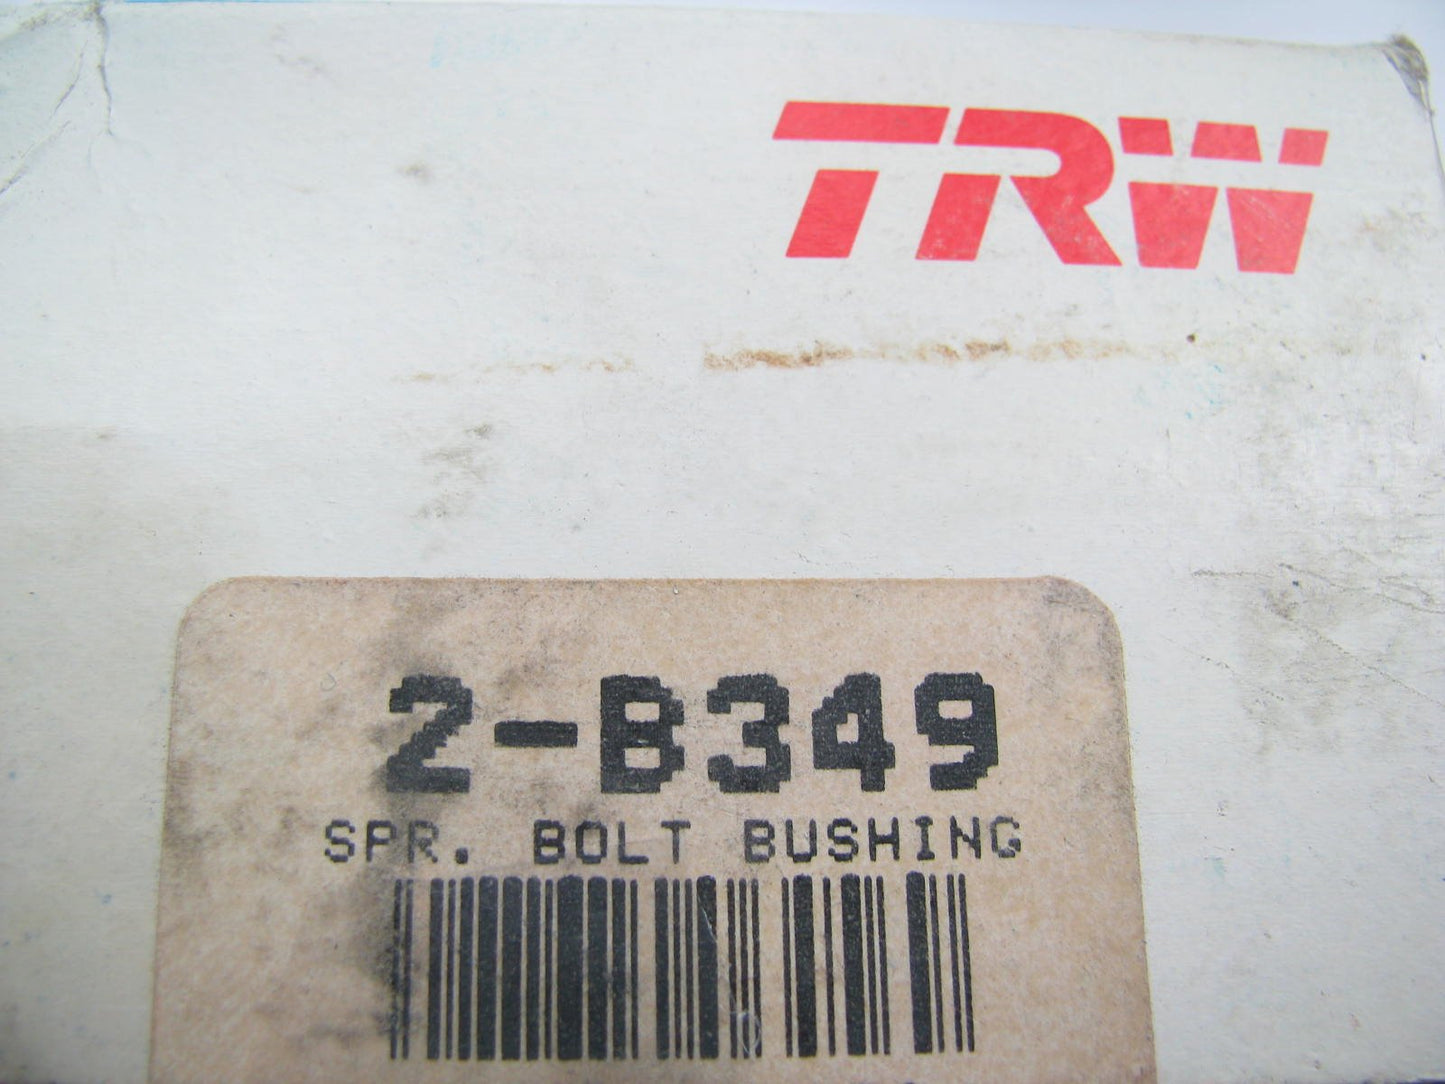 TRW
2-B349
SPR. BOLT BUSHING